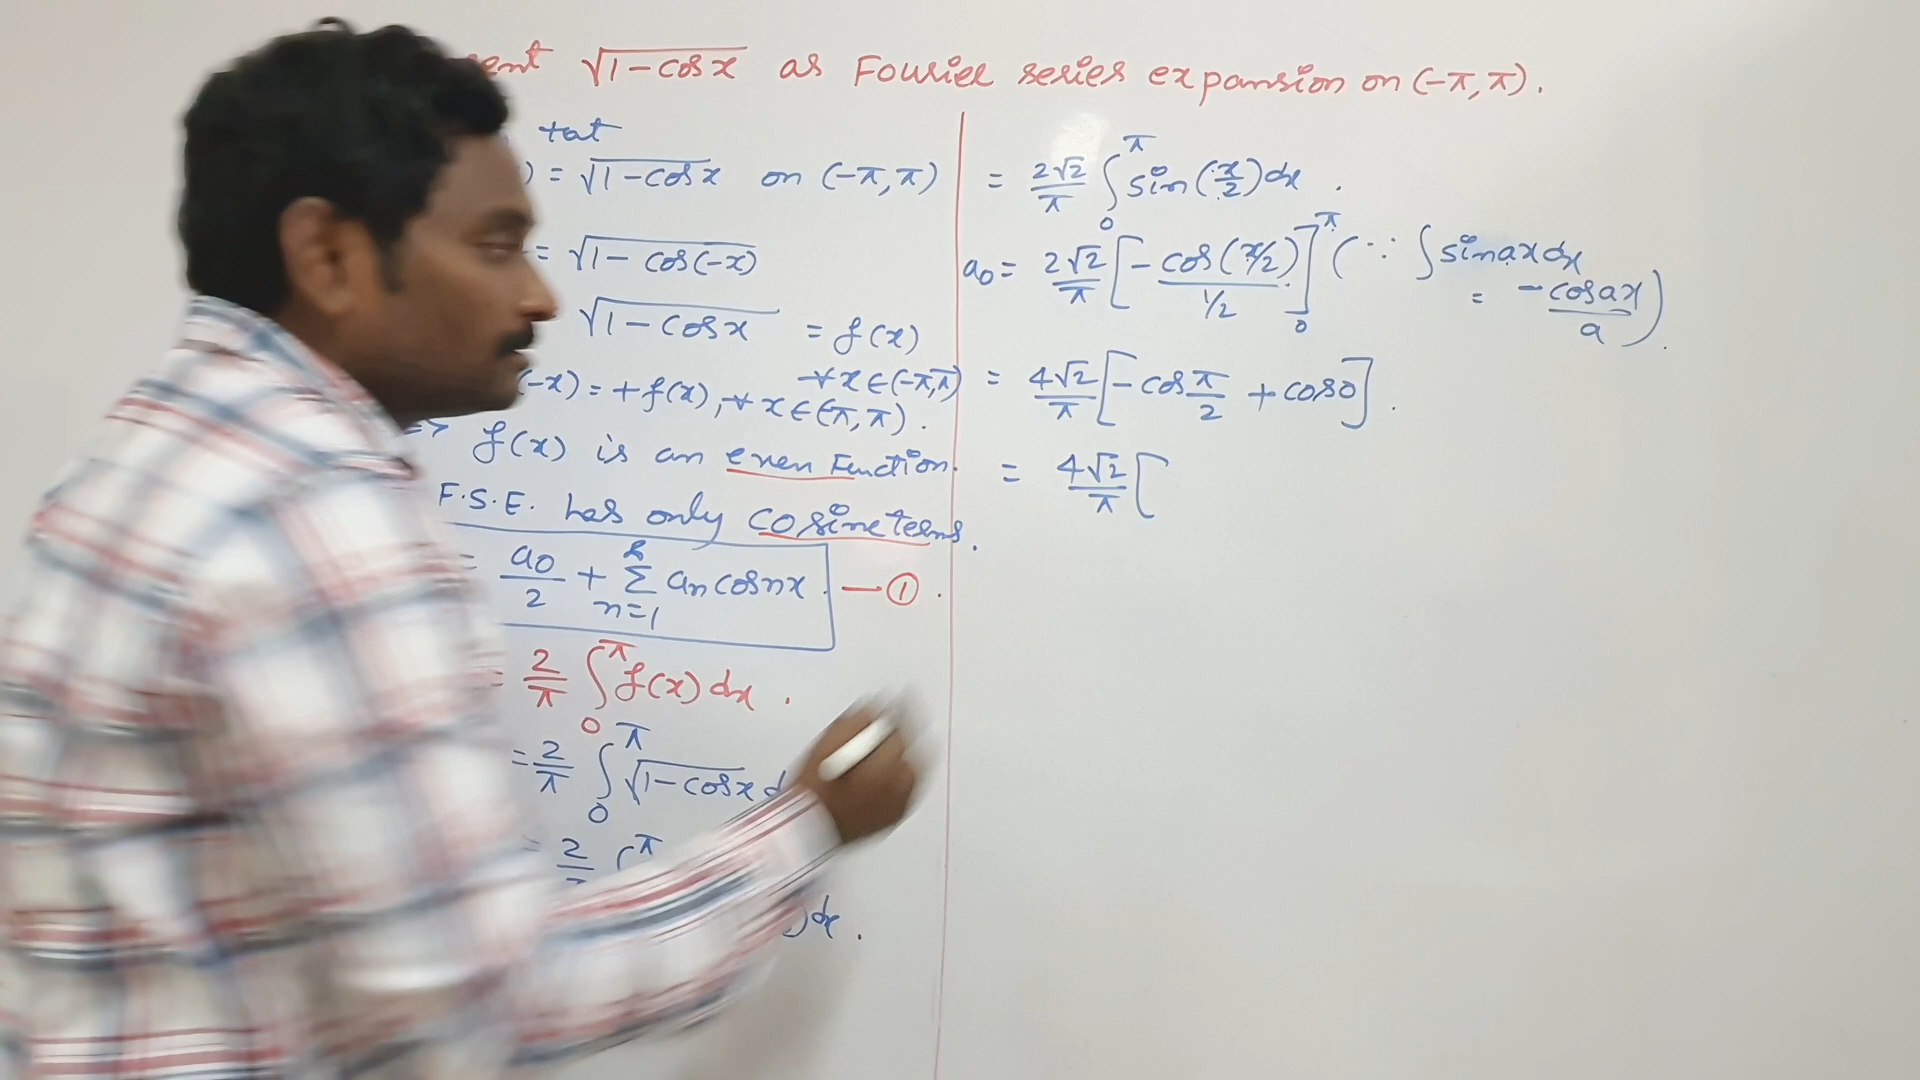 √1-cosx as Fourier series expansion on (-π, π).
tat
) = √1-cosx on (-π, π)
= √1-cos(-x)
√1-cosx = f(x)
∀ x∈(-π,π)
(-x) = +f(x), ∀ x∈(-π, π).
=> f(x) is an even Function.
F.S.E. has only cosine terms.
= a0/2 + Σ n=1 an cosnx. — ①.
= 2/π ∫0^π f(x) dx.
= 2/π ∫0^π √1-cosx d
= 2/ ∫^π
)dx.
= 2√2/π ∫0^π sin(x/2)dx.
a0 = 2√2/π [-cos(x/2)/1/2]0^π (∵ ∫sinaxdx
= -cosax/a).
= 4√2/π [-cos π/2 + cos0].
= 4√2/π [